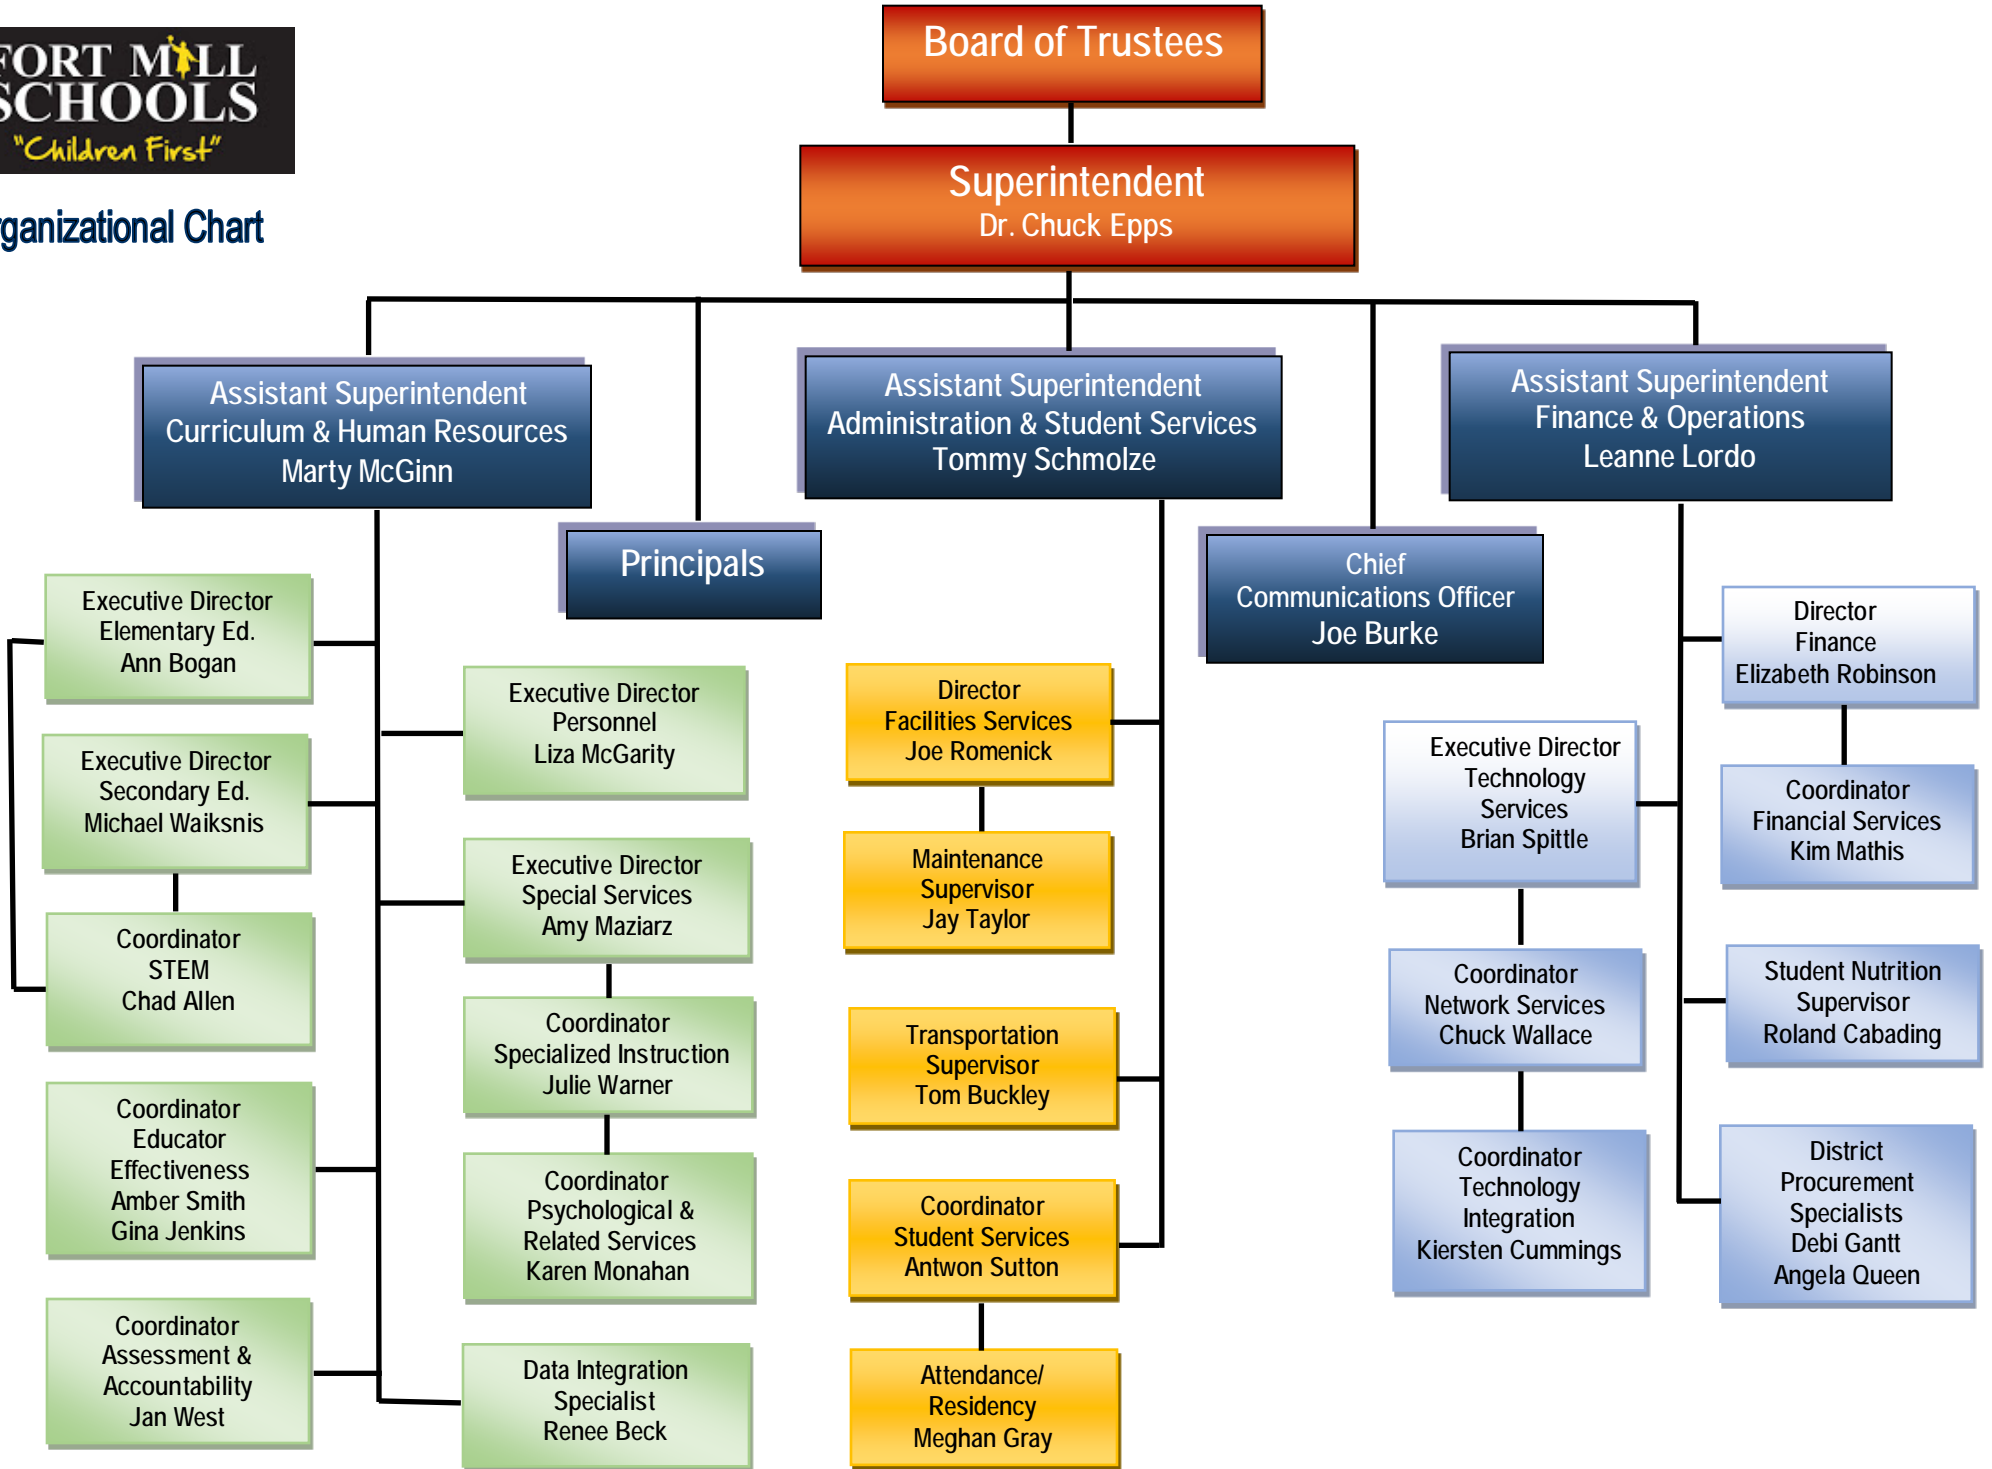 FORT MILL
SCHOOLS
"Children First"
rganizational Chart
Board of Trustees
Superintendent
Dr. Chuck Epps
Assistant Superintendent
Curriculum & Human Resources
Marty McGinn
Assistant Superintendent
Administration & Student Services
Tommy Schmolze
Assistant Superintendent
Finance & Operations
Leanne Lordo
Principals
Chief
Communications Officer
Joe Burke
Executive Director
Elementary Ed.
Ann Bogan
Executive Director
Secondary Ed.
Michael Waiksnis
Coordinator
STEM
Chad Allen
Coordinator
Educator
Effectiveness
Amber Smith
Gina Jenkins
Coordinator
Assessment &
Accountability
Jan West
Executive Director
Personnel
Liza McGarity
Executive Director
Special Services
Amy Maziarz
Coordinator
Specialized Instruction
Julie Warner
Coordinator
Psychological &
Related Services
Karen Monahan
Data Integration
Specialist
Renee Beck
Director
Facilities Services
Joe Romenick
Maintenance
Supervisor
Jay Taylor
Transportation
Supervisor
Tom Buckley
Coordinator
Student Services
Antwon Sutton
Attendance/
Residency
Meghan Gray
Executive Director
Technology
Services
Brian Spittle
Coordinator
Network Services
Chuck Wallace
Coordinator
Technology
Integration
Kiersten Cummings
Director
Finance
Elizabeth Robinson
Coordinator
Financial Services
Kim Mathis
Student Nutrition
Supervisor
Roland Cabading
District
Procurement
Specialists
Debi Gantt
Angela Queen